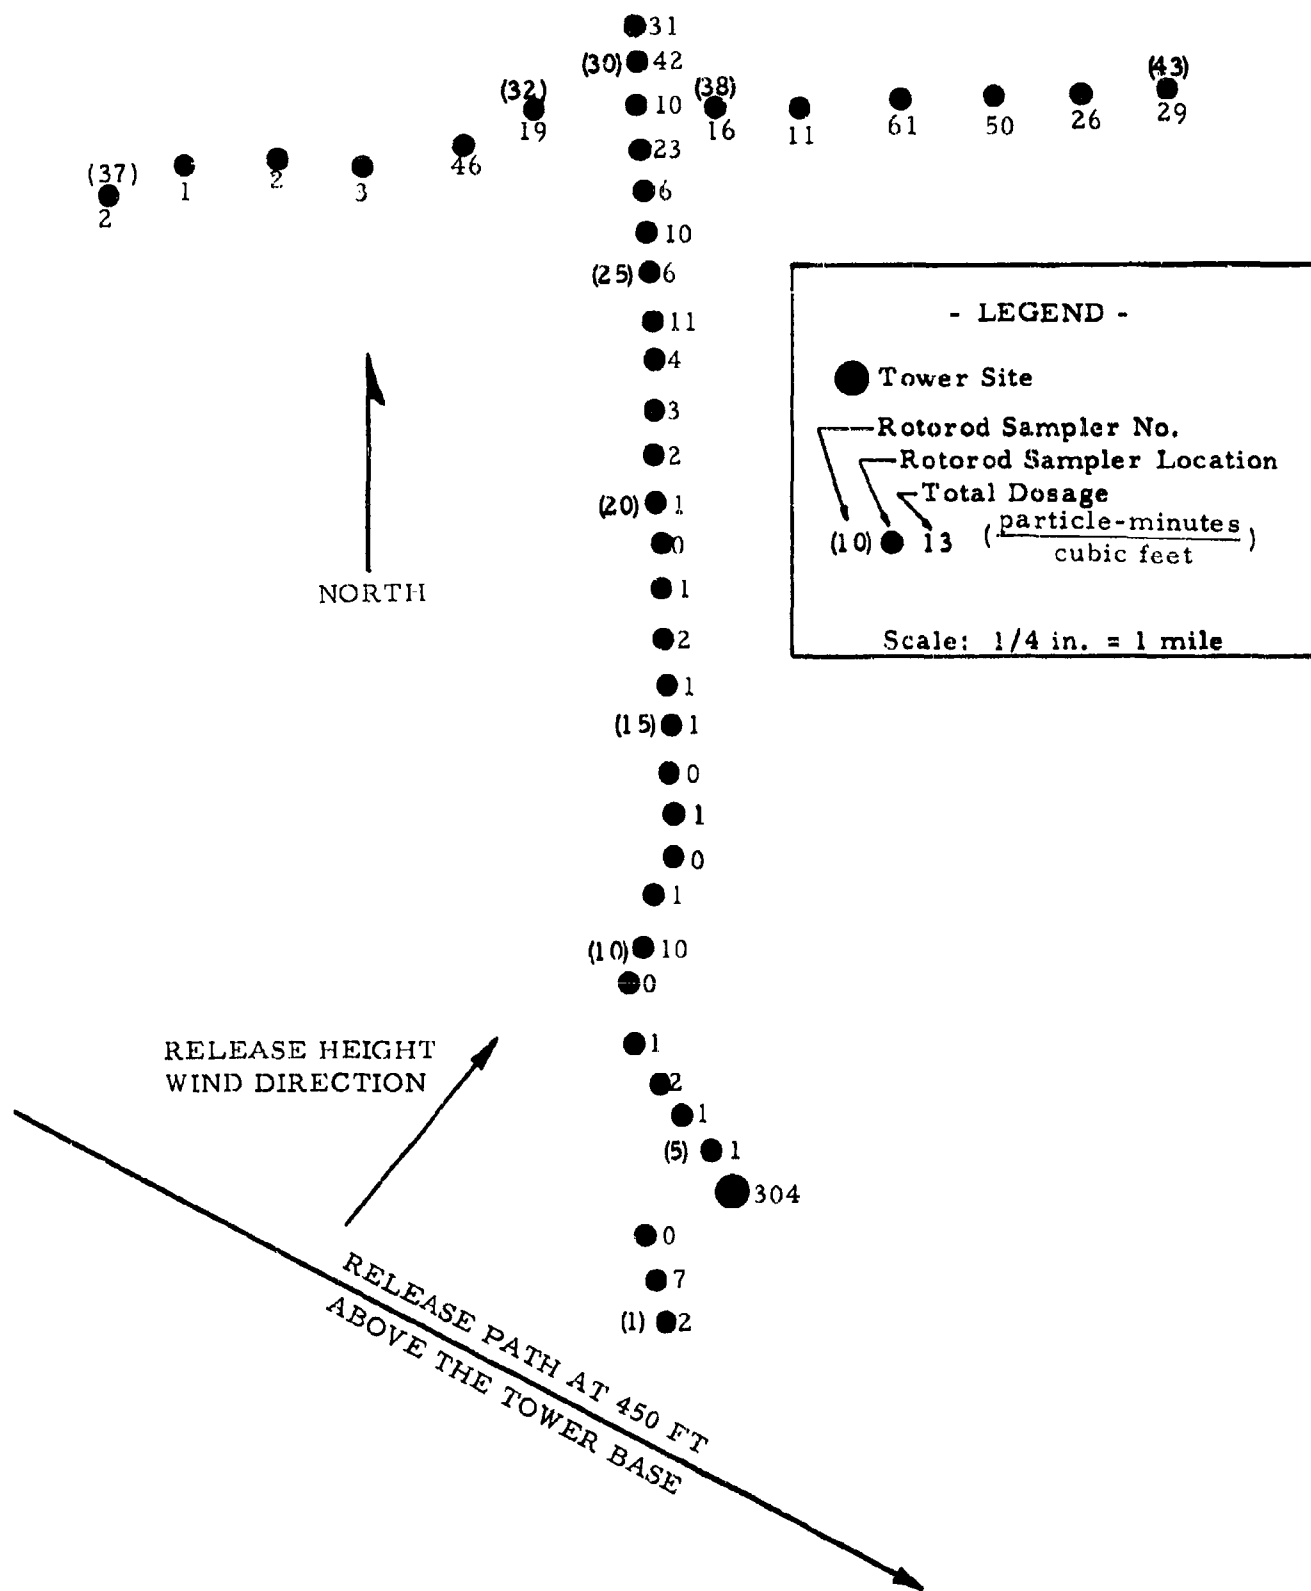 31
(30) 42
(32) 10 (38) (43)
19 16 11 61 50 26 29
23
46
(37) 1 2 3 6
2
10
(25) 6
11
4
3
2
(20) 1
0
1
2
1
(15) 1
0
1
0
1
(10) 10
0
1
2
1
(5) 1
304
0
7
(1) 2
- LEGEND -
Tower Site
Rotorod Sampler No.
Rotorod Sampler Location
Total Dosage
(10) 13 (particle-minutes
cubic feet)
Scale: 1/4 in. = 1 mile
NORTH
RELEASE HEIGHT
WIND DIRECTION
RELEASE PATH AT 450 FT
ABOVE THE TOWER BASE